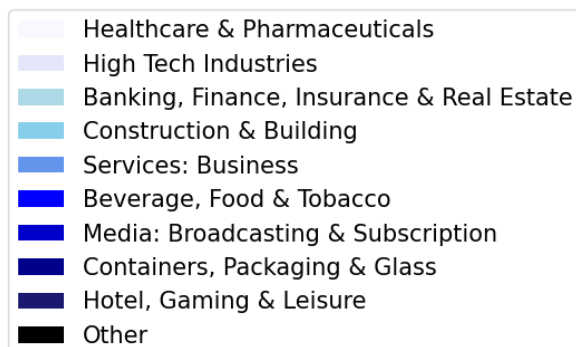 Healthcare & Pharmaceuticals
High Tech Industries
Banking, Finance, Insurance & Real Estate
Construction & Building
Services: Business
Beverage, Food & Tobacco
Media: Broadcasting & Subscription
Containers, Packaging & Glass
Hotel, Gaming & Leisure
Other